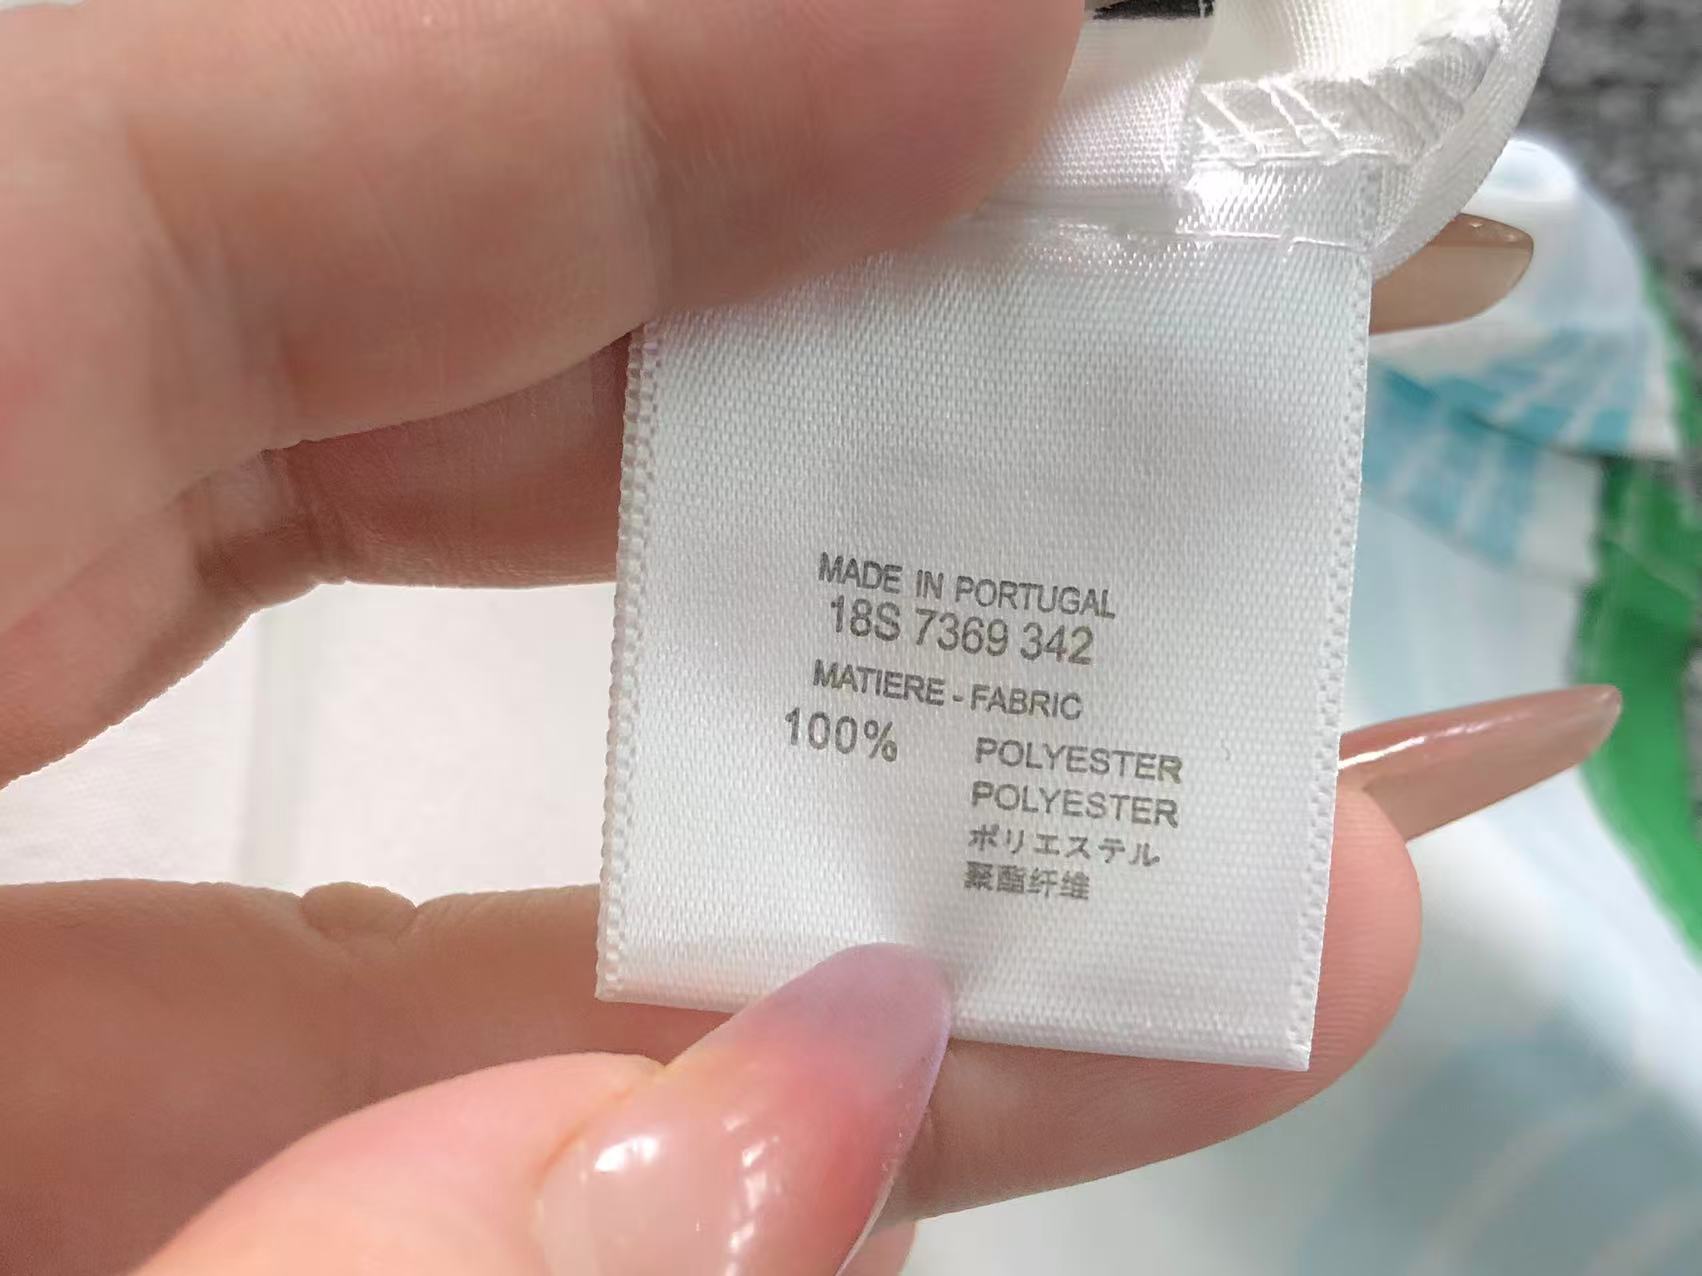 MADE IN PORTUGAL
18S 7369 342
MATIERE - FABRIC
100% POLYESTER
POLYESTER
ポリエステル
聚酯纤维